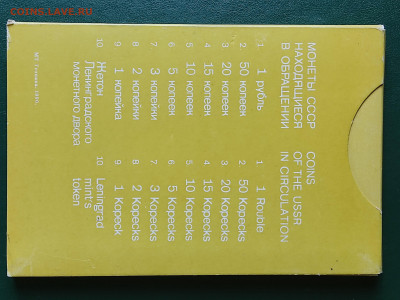 COINS.LAVE.RU
МОНЕТЫ СССР
НАХОДЯЩИЕСЯ
В ОБРАЩЕНИИ
1 1 рубль
2 50 копеек
3 20 копеек
4 15 копеек
5 10 копеек
6 5 копеек
7 3 копейки
8 2 копейки
9 1 копейка
10 Жетон
Ленинградского
монетного двора
COINS
OF THE USSR
IN CIRCULATION
1 1 Rouble
2 50 Kopecks
3 20 Kopecks
4 15 Kopecks
5 10 Kopecks
6 5 Kopecks
7 3 Kopecks
8 2 Kopecks
9 1 Kopeck
10 Leningrad
mint's
token